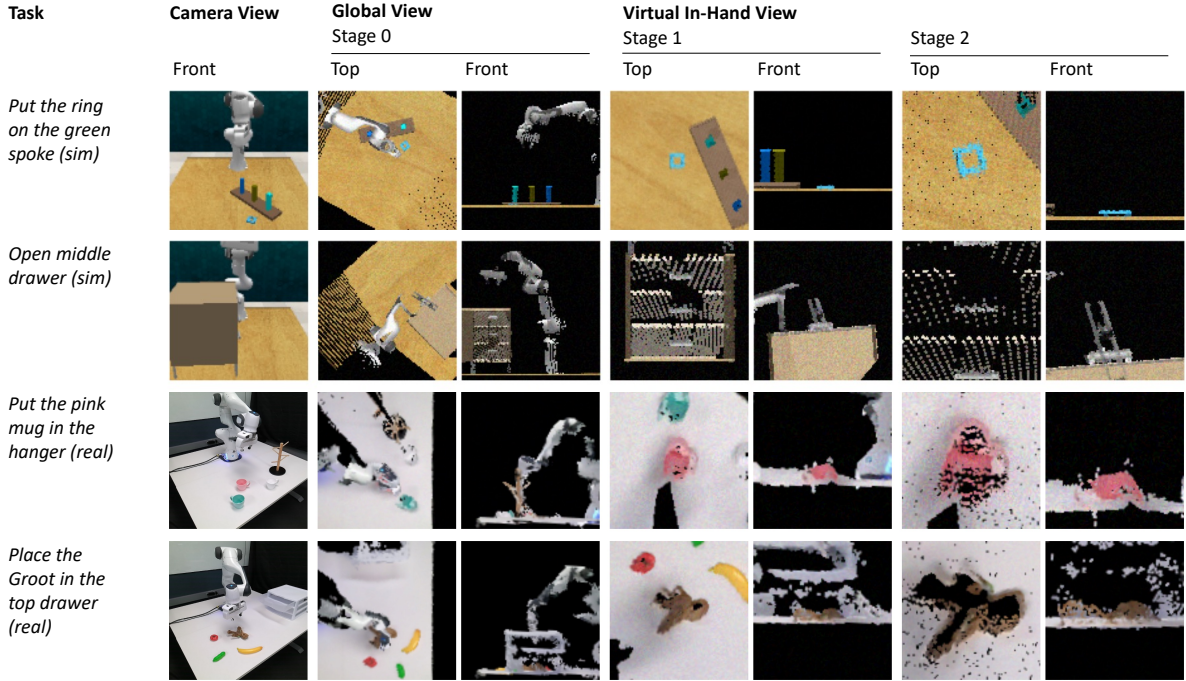 Task
Camera View
Global View
Virtual In-Hand View
Stage 0
Stage 1
Stage 2
Front
Top
Front
Top
Front
Top
Front
Put the ring
on the green
spoke (sim)
Open middle
drawer (sim)
Put the pink
mug in the
hanger (real)
Place the
Groot in the
top drawer
(real)